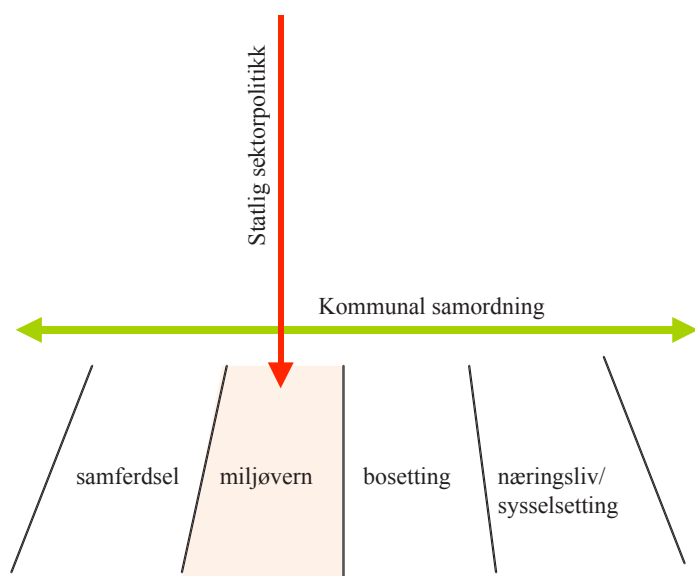 Statlig sektorpolitikk
Kommunal samordning
samferdsel
miljøvern
bosetting
næringsliv/
sysselsetting